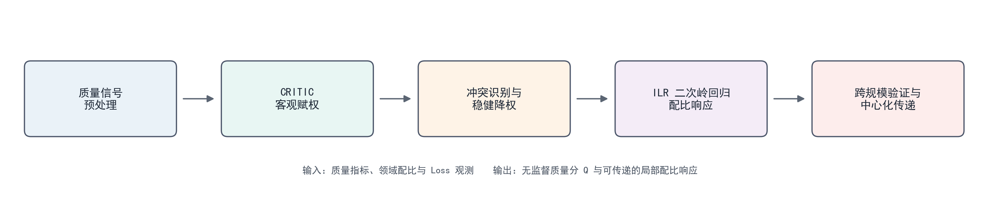 质量信号
预处理
CRITIC
客观赋权
冲突识别与
稳健降权
ILR 二次岭回归
配比响应
跨规模验证与
中心化传递
输入：质量指标、领域配比与 Loss 观测  输出：无监督质量分 Q 与可传递的局部配比响应